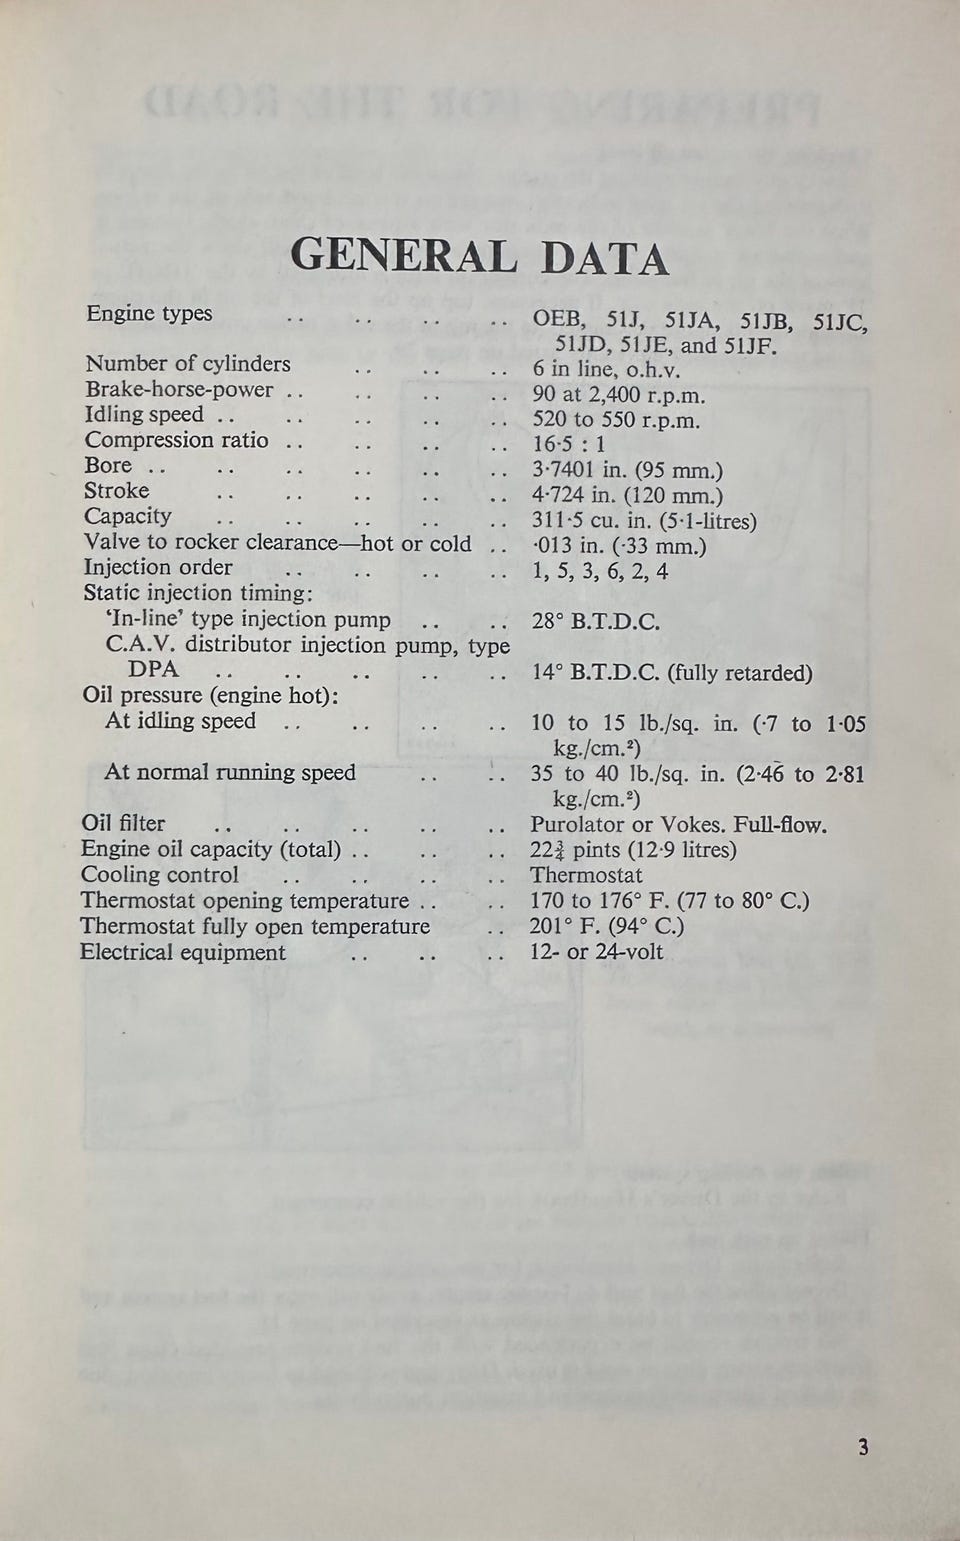 GENERAL DATA
Engine types .. .. .. .. OEB, 51J, 51JA, 51JB, 51JC,
51JD, 51JE, and 51JF.
Number of cylinders .. .. .. 6 in line, o.h.v.
Brake-horse-power .. .. .. .. 90 at 2,400 r.p.m.
Idling speed .. .. .. .. .. 520 to 550 r.p.m.
Compression ratio .. .. .. .. 16·5 : 1
Bore .. .. .. .. .. .. 3·7401 in. (95 mm.)
Stroke .. .. .. .. .. 4·724 in. (120 mm.)
Capacity .. .. .. .. .. 311·5 cu. in. (5·1-litres)
Valve to rocker clearance—hot or cold .. ·013 in. (·33 mm.)
Injection order .. .. .. .. 1, 5, 3, 6, 2, 4
Static injection timing:
‘In-line’ type injection pump .. .. 28° B.T.D.C.
C.A.V. distributor injection pump, type
DPA .. .. .. .. .. 14° B.T.D.C. (fully retarded)
Oil pressure (engine hot):
At idling speed .. .. .. .. 10 to 15 lb./sq. in. (·7 to 1·05
kg./cm.²)
At normal running speed .. .. 35 to 40 lb./sq. in. (2·46 to 2·81
kg./cm.²)
Oil filter .. .. .. .. .. Purolator or Vokes. Full-flow.
Engine oil capacity (total) .. .. .. 22¾ pints (12·9 litres)
Cooling control .. .. .. .. Thermostat
Thermostat opening temperature .. .. 170 to 176° F. (77 to 80° C.)
Thermostat fully open temperature .. 201° F. (94° C.)
Electrical equipment .. .. .. 12- or 24-volt
3